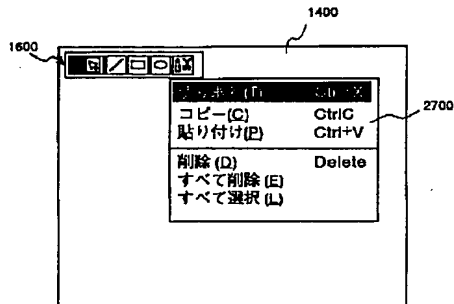 1400
1600
コピー(C) CtrlC
貼り付け(P) Ctrl+V
2700
削除(D) Delete
すべて削除(E)
すべて選択(L)